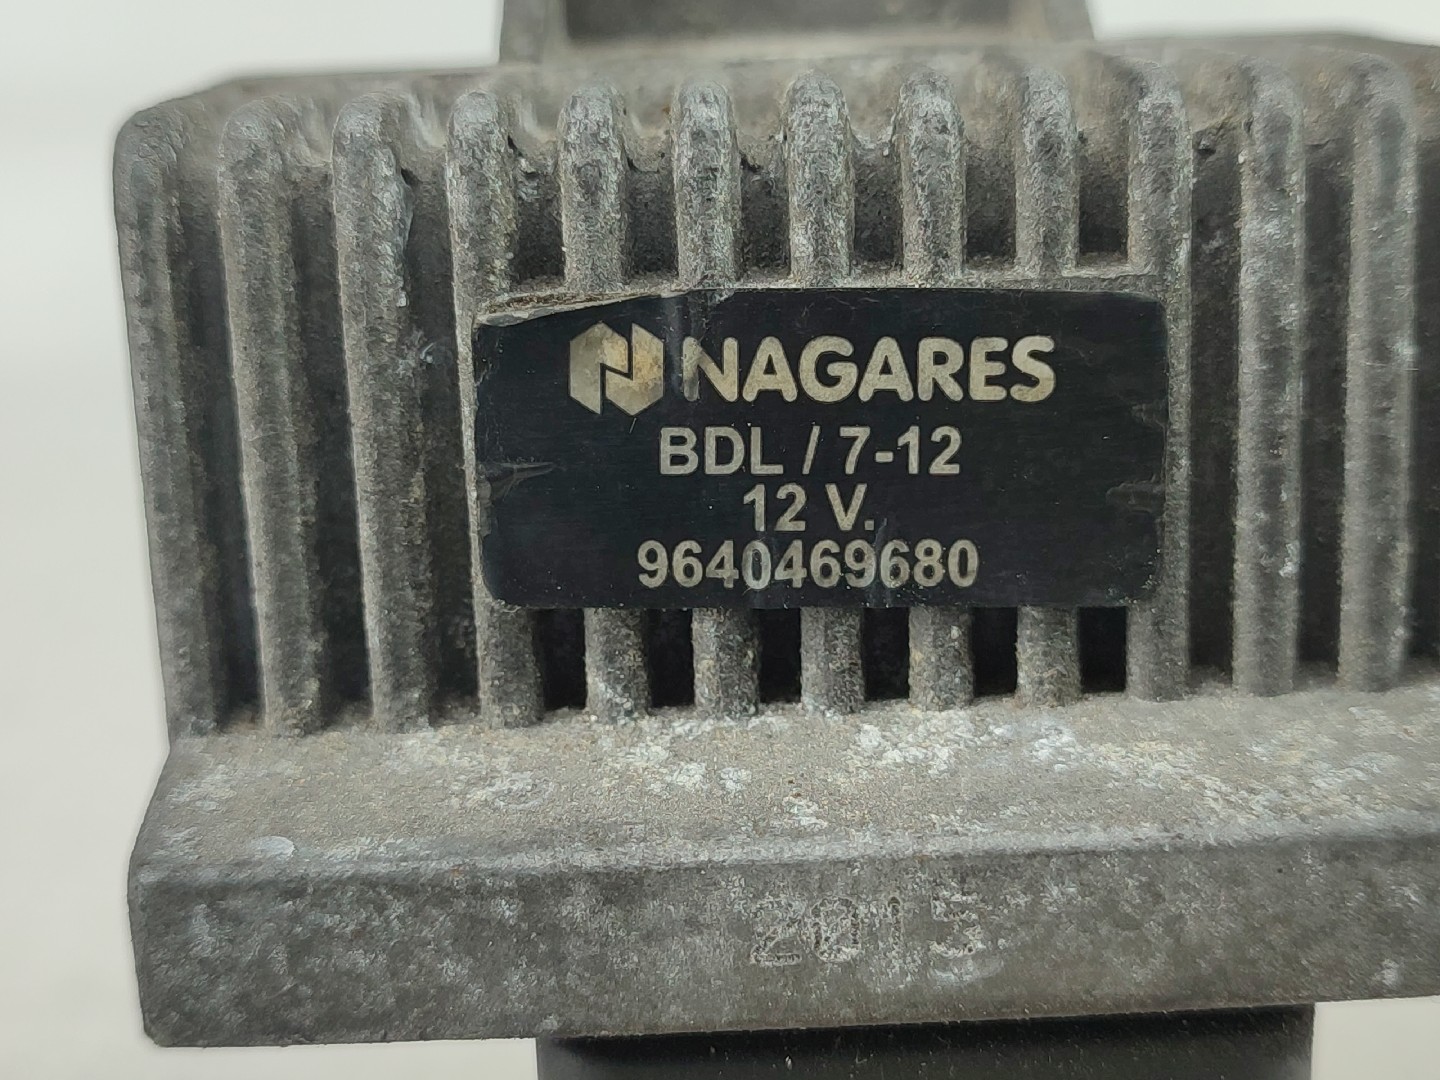 NAGARES
BDL / 7-12
12 V.
9640469680
2015